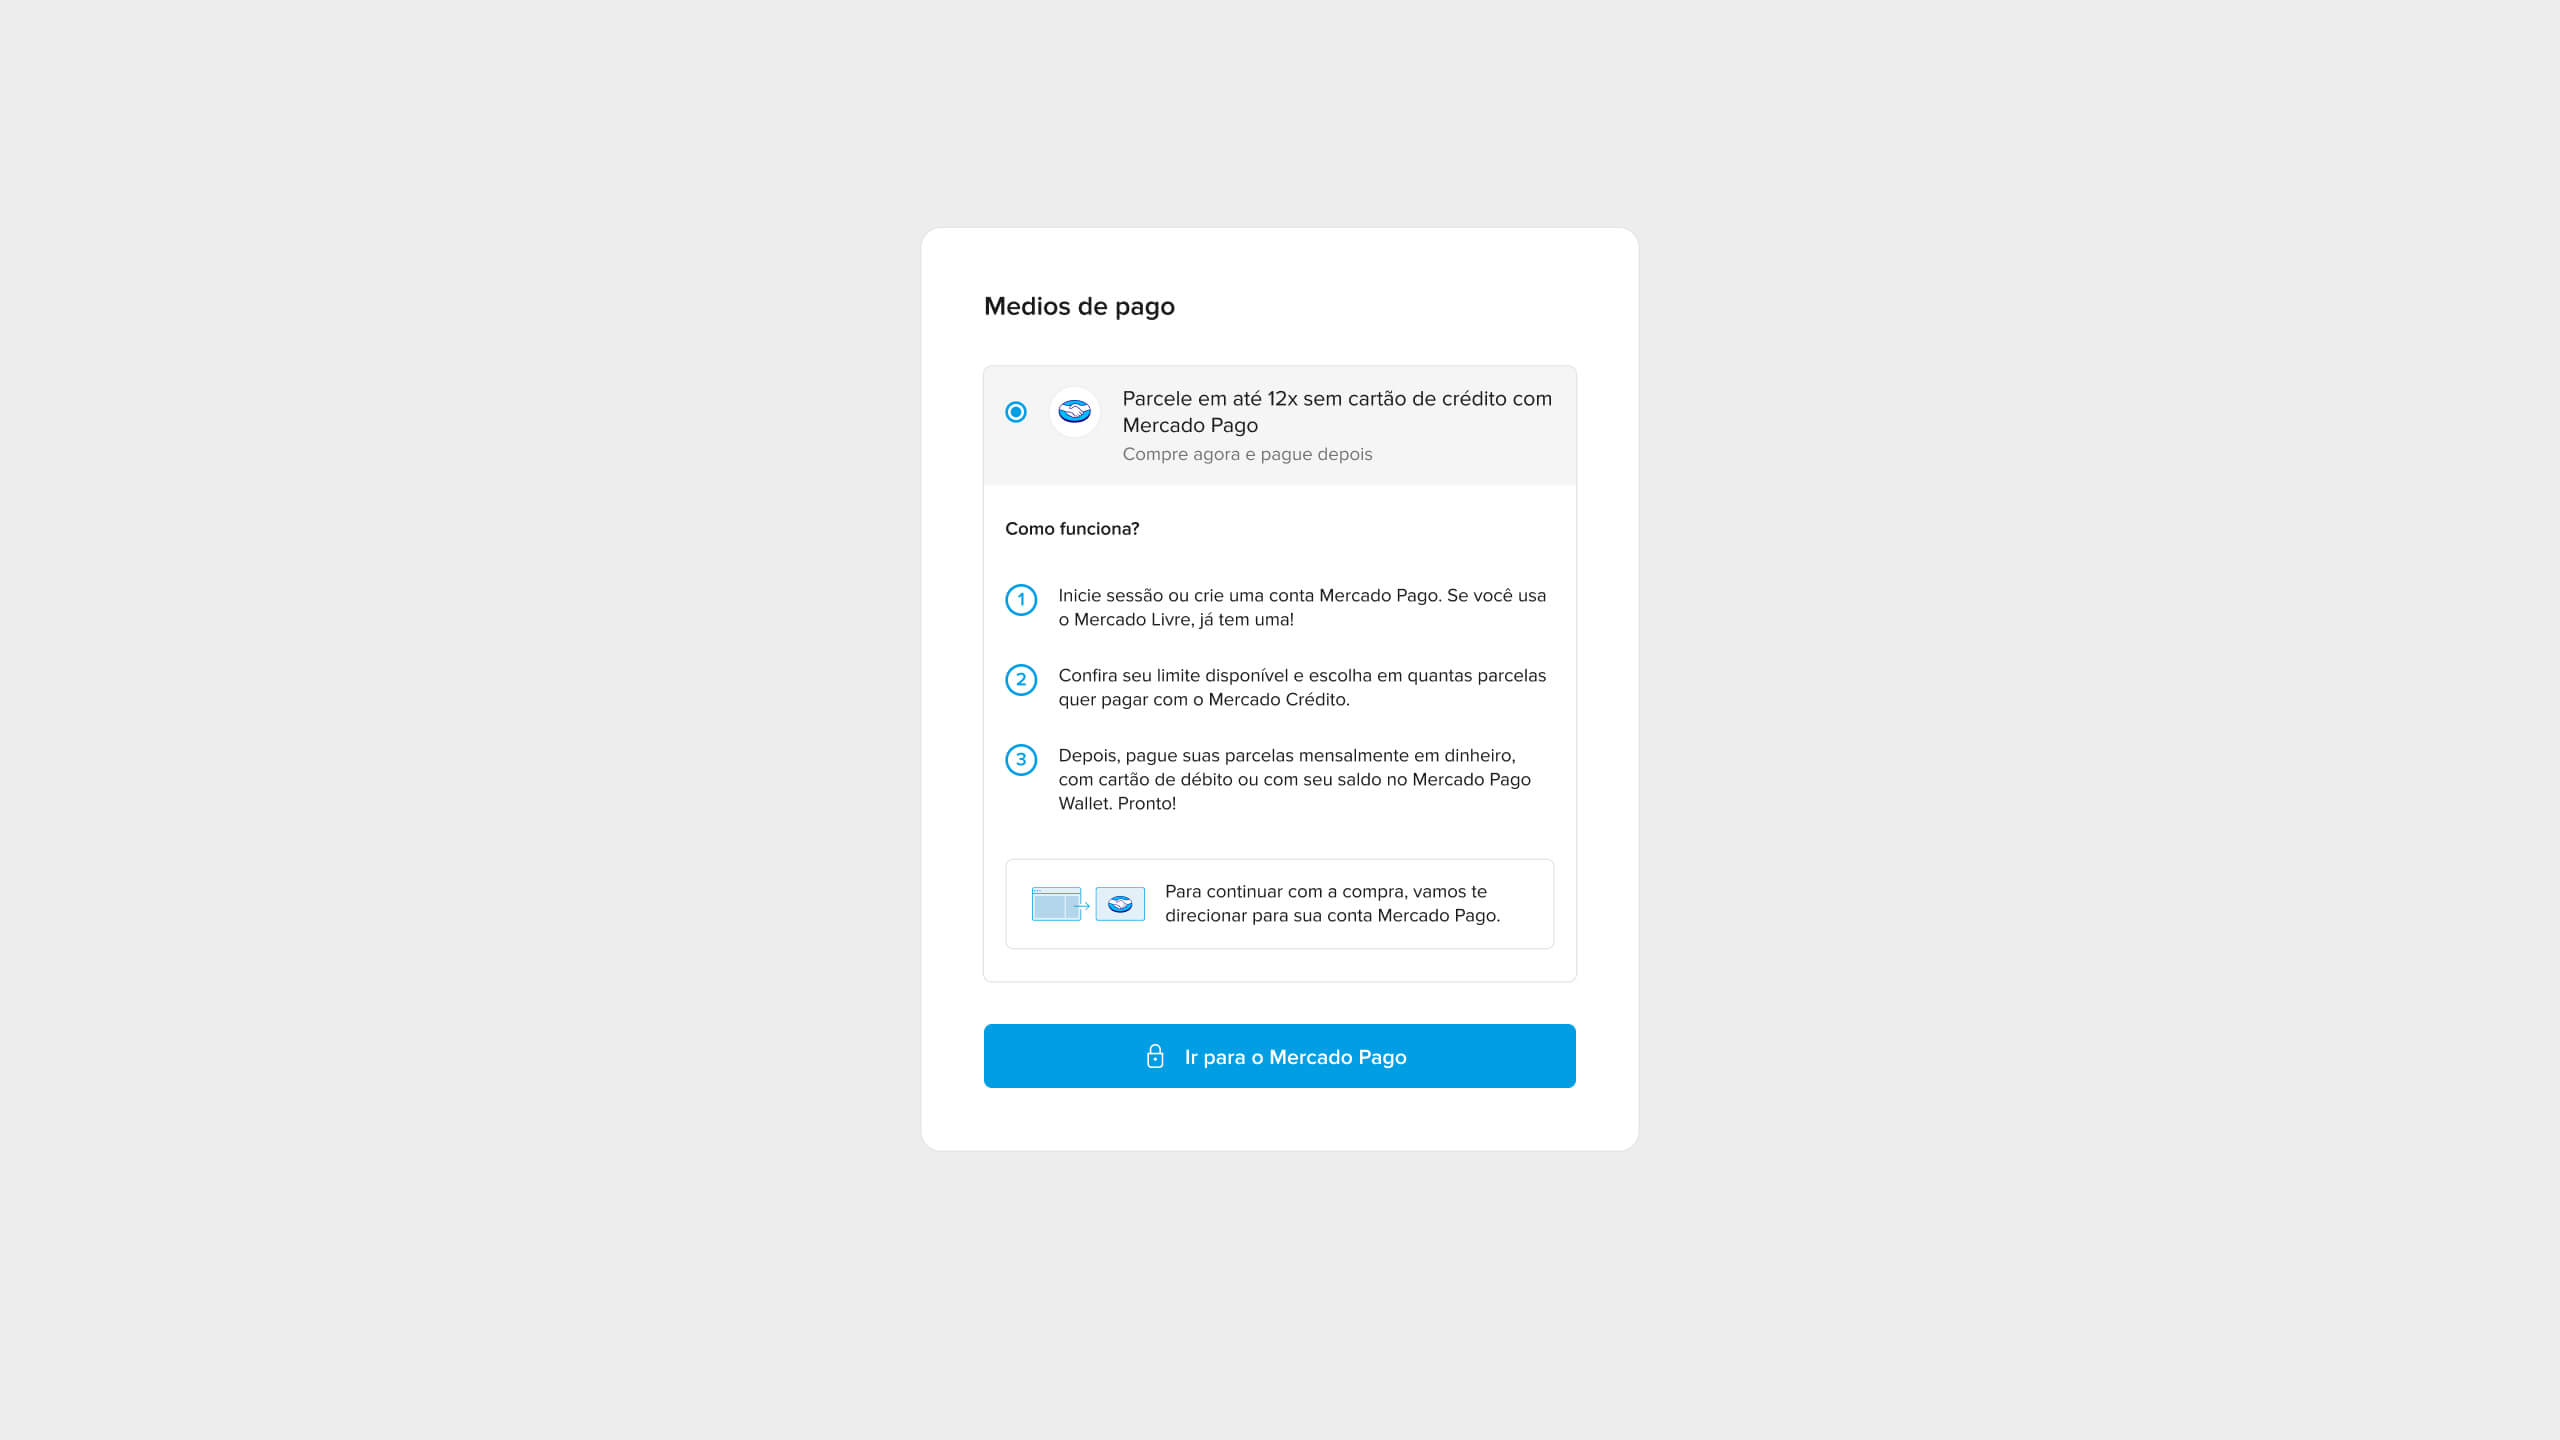 Medios de pago
Parcele em até 12x sem cartão de crédito com
Mercado Pago
Compre agora e pague depois
Como funciona?
1 Inicie sessão ou crie uma conta Mercado Pago. Se você usa
o Mercado Livre, já tem uma!
2 Confira seu limite disponível e escolha em quantas parcelas
quer pagar com o Mercado Crédito.
3 Depois, pague suas parcelas mensalmente em dinheiro,
com cartão de débito ou com seu saldo no Mercado Pago
Wallet. Pronto!
Para continuar com a compra, vamos te
direcionar para sua conta Mercado Pago.
Ir para o Mercado Pago